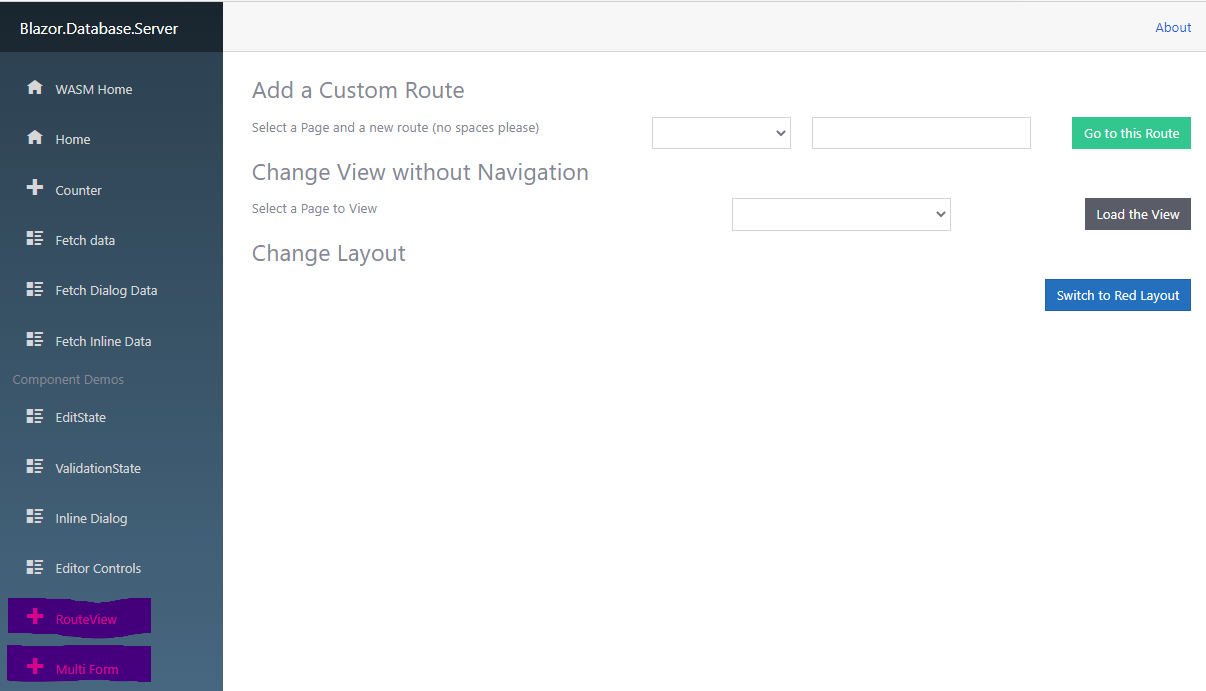 Blazor.Database.Server
About
WASM Home
Home
Counter
Fetch data
Fetch Dialog Data
Fetch Inline Data
Component Demos
EditState
ValidationState
Inline Dialog
Editor Controls
RouteView
Multi Form
Add a Custom Route
Select a Page and a new route (no spaces please)
Go to this Route
Change View without Navigation
Select a Page to View
Load the View
Change Layout
Switch to Red Layout